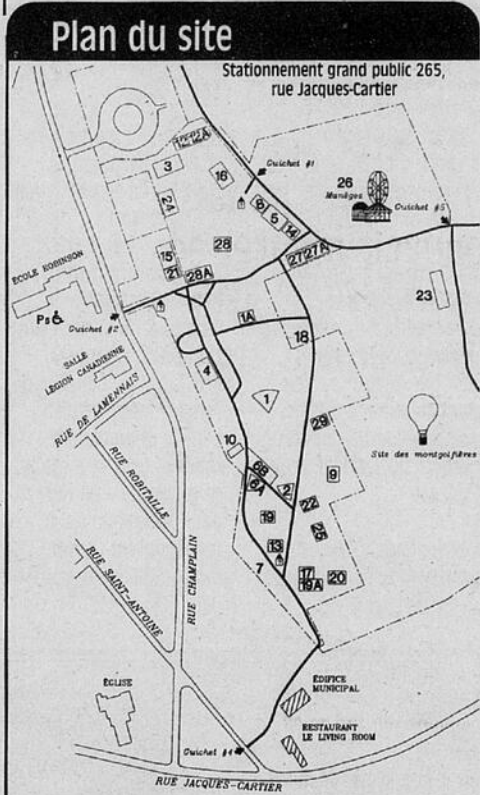 Plan du site
Stationnement grand public 265,
rue Jacques-Cartier
12A
3
16
Guichet #1
26
Manèges
Guichet #5
24
8
5
14
28
15
21
28A
27
27A
23
ÉCOLE ROBINSON
Ps
Guichet #2
1A
18
SALLE
LÉGION CANADIENNE
4
1
RUE DE LAMENNAIS
29
Site des montgolfières
10
RUE ROBITAILLE
6B
6A
2
9
22
19
25
13
RUE SAINT-ANTOINE
RUE CHAMPLAIN
7
17
19A
20
ÉGLISE
ÉDIFICE
MUNICIPAL
RESTAURANT
LE LIVING ROOM
Guichet #4
RUE JACQUES-CARTIER